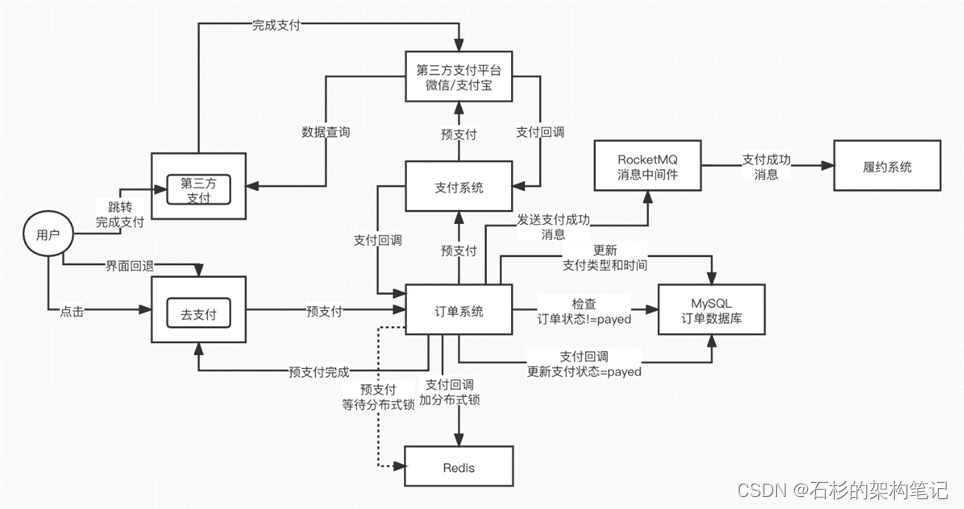 完成支付
第三方支付平台
微信/支付宝
数据查询
预支付
支付回调
RocketMQ
消息中间件
支付成功
消息
履约系统
第三方
支付
支付系统
跳转
完成支付
用户
支付回调
预支付
发送支付成功
消息
更新
支付类型和时间
界面回退
点击
去支付
预支付
订单系统
检查
订单状态!=payed
MySQL
订单数据库
预支付完成
预支付
等待分布式锁
支付回调
加分布式锁
支付回调
更新支付状态=payed
Redis
CSDN @石杉的架构笔记